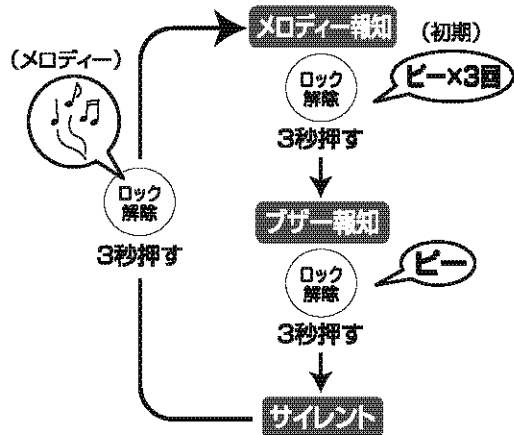 メロディー報知
(初期)
(メロディー)
ロック
解除
ピー×3回
3秒押す
ロック
解除
3秒押す
ブザー報知
ロック
解除
ピー
3秒押す
サイレント